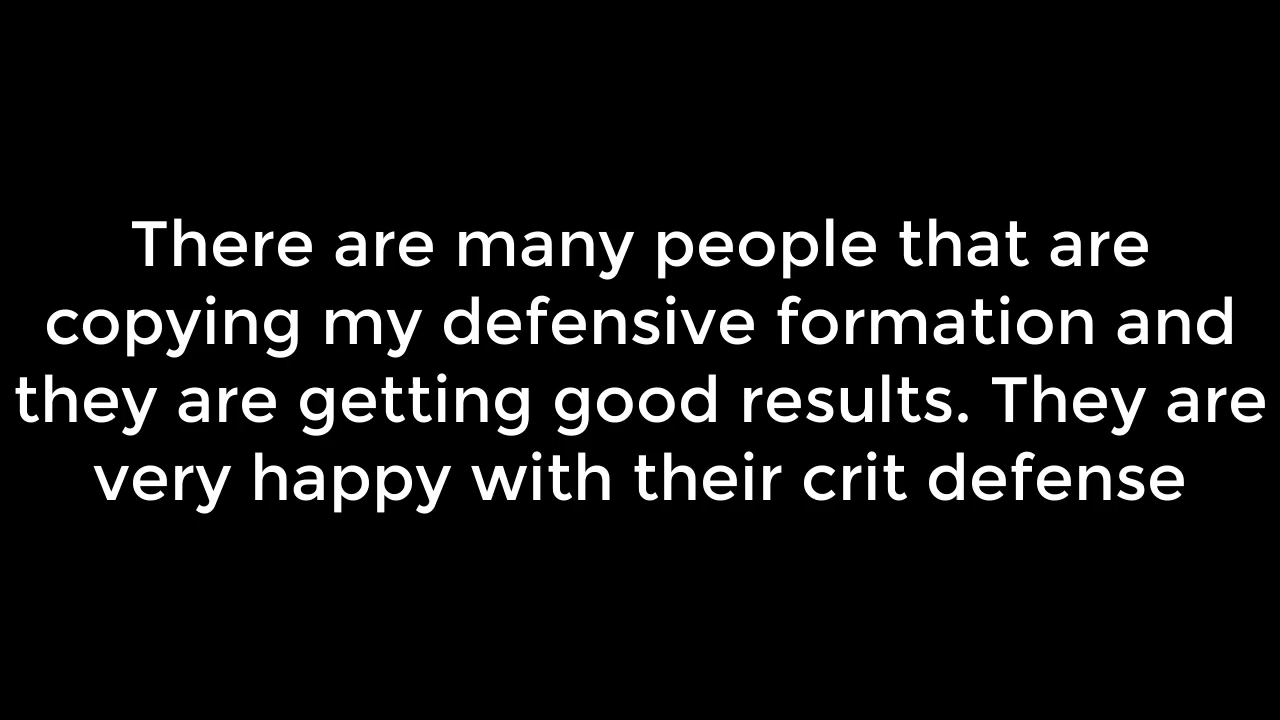 There are many people that are
copying my defensive formation and
they are getting good results. They are
very happy with their crit defense